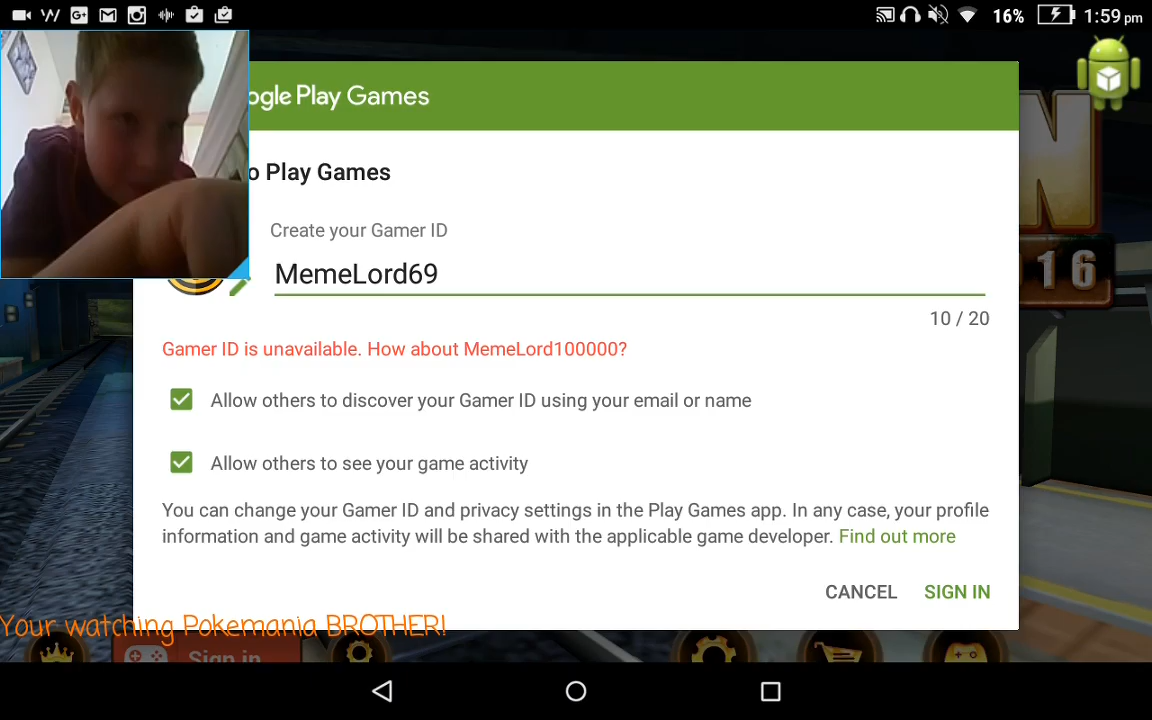 16% 1:59 pm
ogle Play Games
o Play Games
Create your Gamer ID
MemeLord69
10 / 20
Gamer ID is unavailable. How about MemeLord100000?
Allow others to discover your Gamer ID using your email or name
Allow others to see your game activity
You can change your Gamer ID and privacy settings in the Play Games app. In any case, your profile
information and game activity will be shared with the applicable game developer. Find out more
CANCEL SIGN IN
Your watching Pokemania BROTHER!
Sign in
N
16